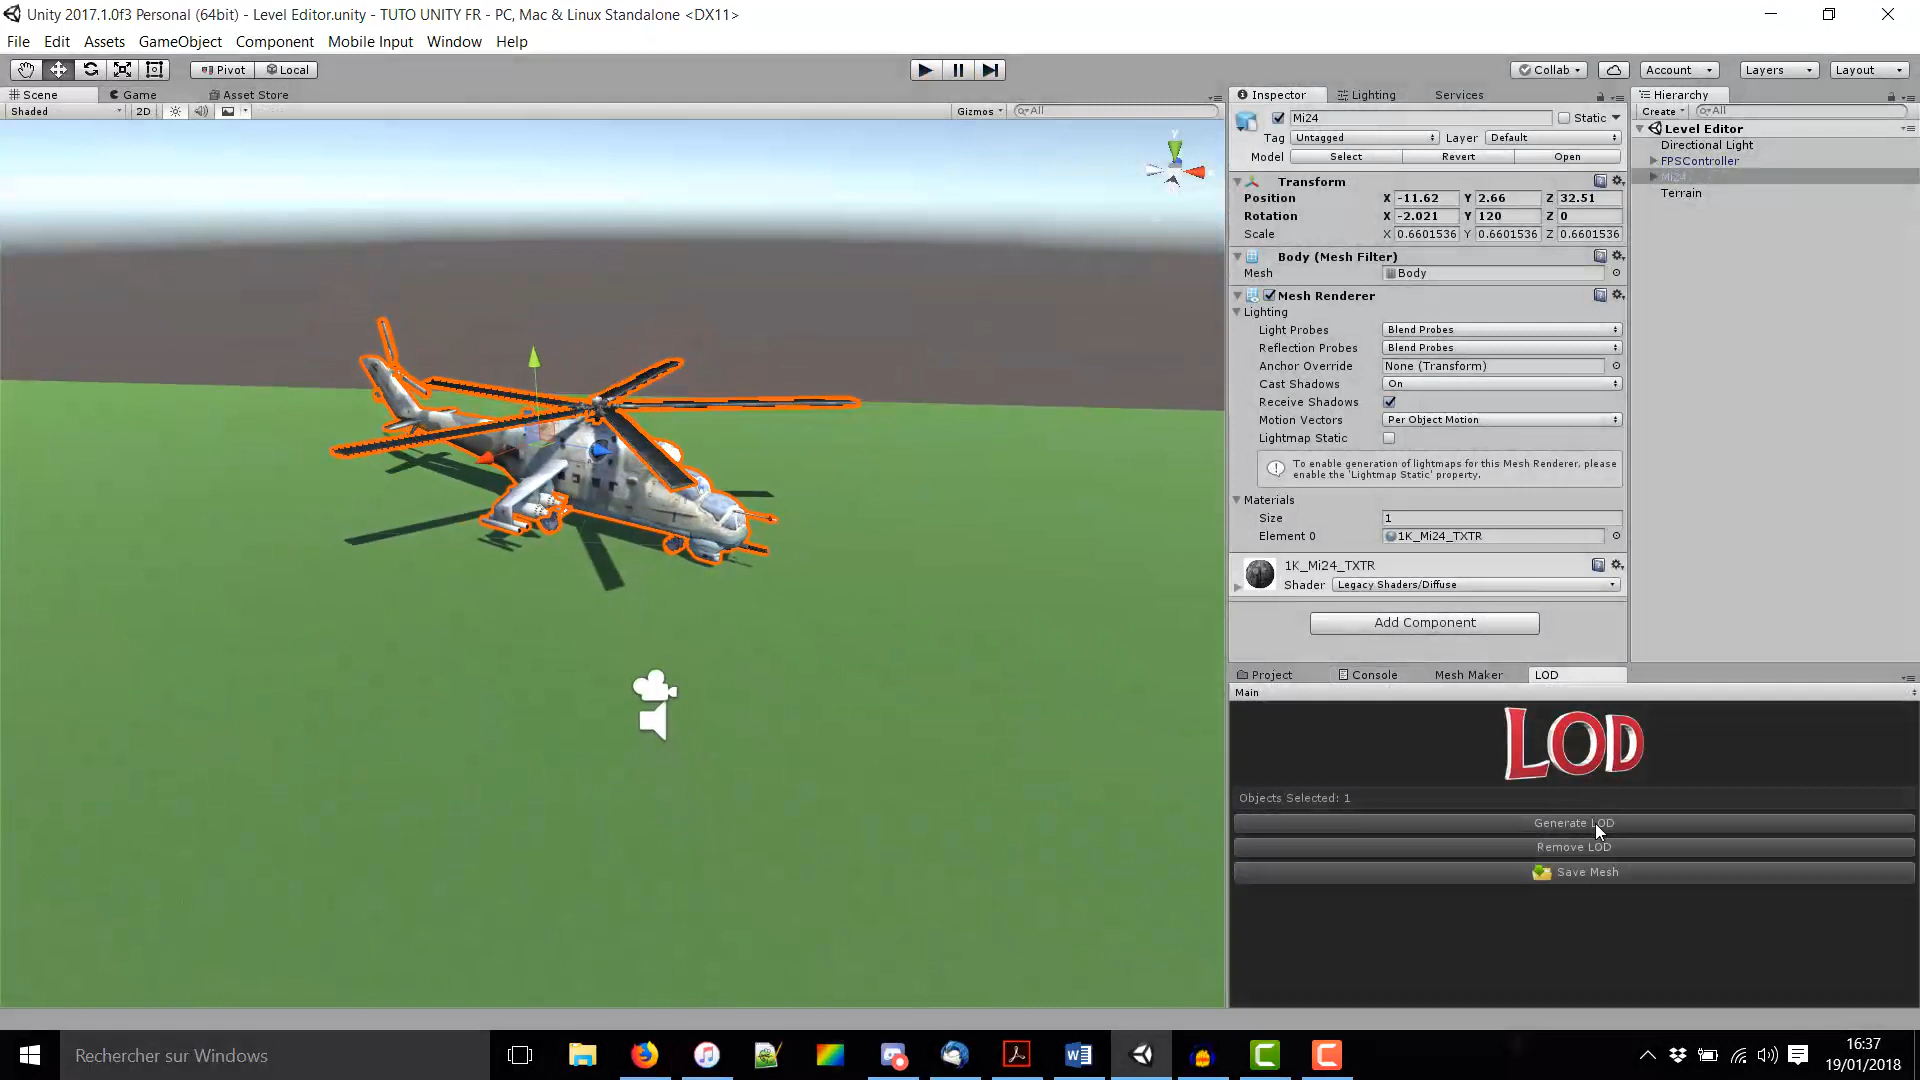 Unity 2017.1.0f3 Personal (64bit) - Level Editor.unity - TUTO UNITY FR - PC, Mac & Linux Standalone <DX11>
File Edit Assets GameObject Component Mobile Input Window Help
Pivot Local Collab Account Layers Layout
Scene Game Asset Store
Shaded 2D Gizmos All
Inspector Lighting Services
Mi24 Static
Tag Untagged Layer Default
Model Select Revert Open
Transform
Position X -11.62 Y 2.66 Z 32.51
Rotation X -2.021 Y 120 Z 0
Scale X 0.6601536 Y 0.6601536 Z 0.6601536
Body (Mesh Filter)
Mesh Body
Mesh Renderer
Lighting
Light Probes Blend Probes
Reflection Probes Blend Probes
Anchor Override None (Transform)
Cast Shadows On
Receive Shadows
Motion Vectors Per Object Motion
Lightmap Static
To enable generation of lightmaps for this Mesh Renderer, please
enable the 'Lightmap Static' property.
Materials
Size 1
Element 0 1K_Mi24_TXTR
1K_Mi24_TXTR
Shader Legacy Shaders/Diffuse
Add Component
Hierarchy
Create All
Level Editor
Directional Light
FPSController
Mi24
Terrain
Project Console Mesh Maker LOD
Main
LOD
Objects Selected: 1
Generate LOD
Remove LOD
Save Mesh
y
Rechercher sur Windows
16:37
19/01/2018